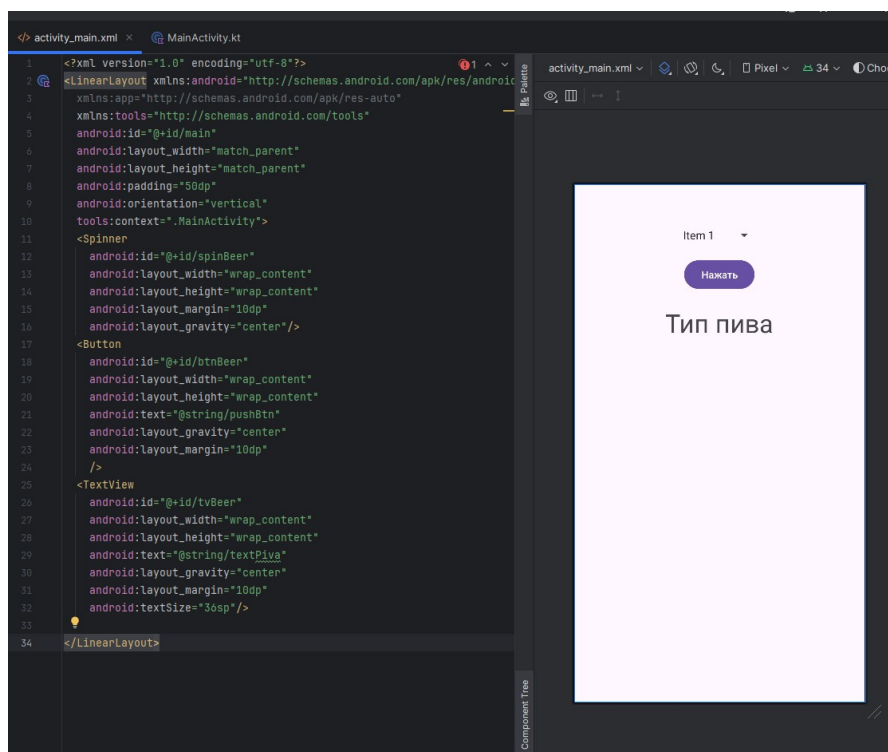 activity_main.xml
MainActivity.kt
1 <?xml version="1.0" encoding="utf-8"?> 1
2 <LinearLayout xmlns:android="http://schemas.android.com/apk/res/android
3 xmlns:app="http://schemas.android.com/apk/res-auto"
4 xmlns:tools="http://schemas.android.com/tools"
5 android:id="@+id/main"
6 android:layout_width="match_parent"
7 android:layout_height="match_parent"
8 android:padding="50dp"
9 android:orientation="vertical"
10 tools:context=".MainActivity">
11 <Spinner
12 android:id="@+id/spinBeer"
13 android:layout_width="wrap_content"
14 android:layout_height="wrap_content"
15 android:layout_margin="10dp"
16 android:layout_gravity="center"/>
17 <Button
18 android:id="@+id/btnBeer"
19 android:layout_width="wrap_content"
20 android:layout_height="wrap_content"
21 android:text="@string/pushBtn"
22 android:layout_gravity="center"
23 android:layout_margin="10dp"
24 />
25 <TextView
26 android:id="@+id/tvBeer"
27 android:layout_width="wrap_content"
28 android:layout_height="wrap_content"
29 android:text="@string/textPiva"
30 android:layout_gravity="center"
31 android:layout_margin="10dp"
32 android:textSize="36sp"/>
33
34 </LinearLayout>
Palette
Component Tree
activity_main.xml Pixel 34 Choo
Item 1
Нажать
Тип пива